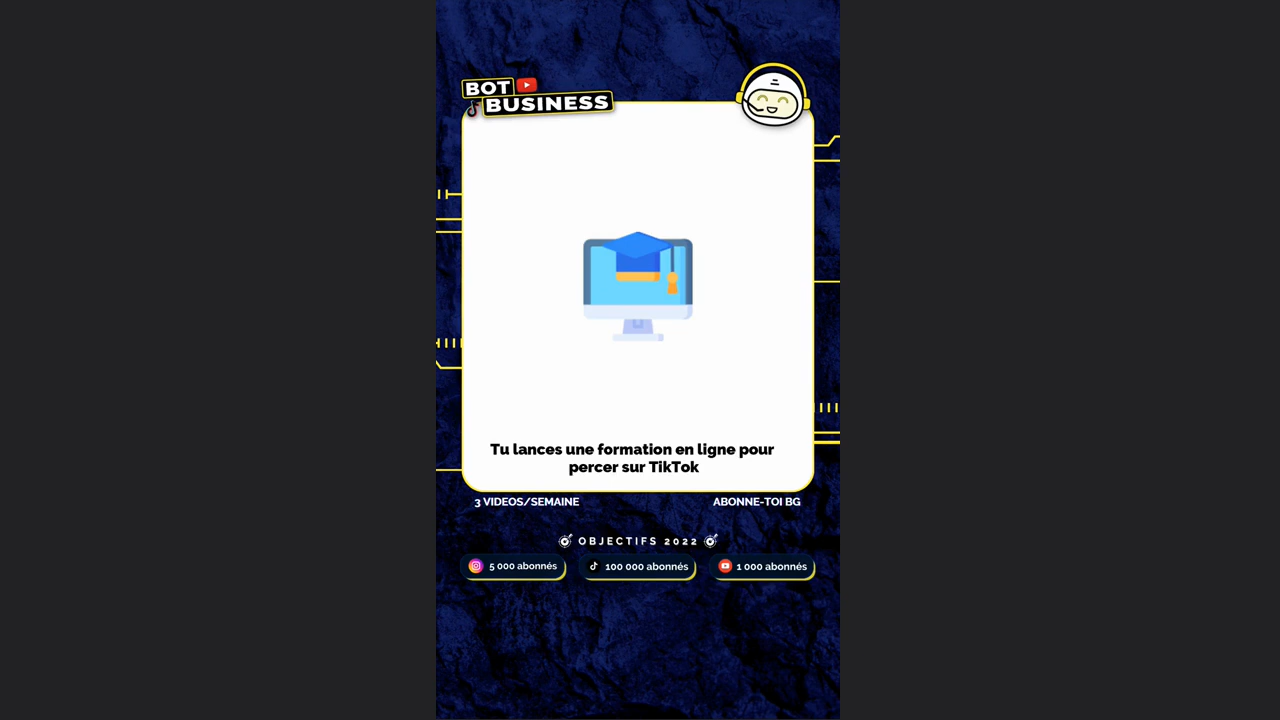 BOT
BUSINESS
Tu lances une formation en ligne pour
percer sur TikTok
3 VIDEOS/SEMAINE
ABONNE-TOI BG
OBJECTIFS 2022
5 000 abonnés
100 000 abonnés
1 000 abonnés